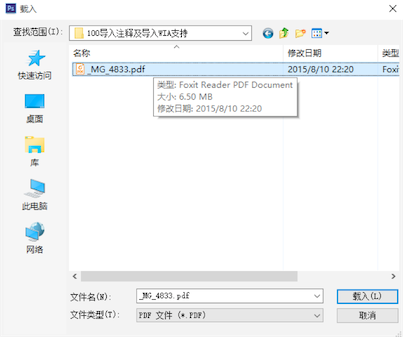 Ps 载入
查找范围(I): 100导入注释及导入WIA支持
名称 修改日期 类型
_MG_4833.pdf 2015/8/10 22:20 Foxit
类型: Foxit Reader PDF Document
大小: 6.50 MB
修改日期: 2015/8/10 22:20
快速访问
桌面
库
此电脑
网络
文件名(N): _MG_4833.pdf 载入(L)
文件类型(T): PDF 文件 (*.PDF) 取消